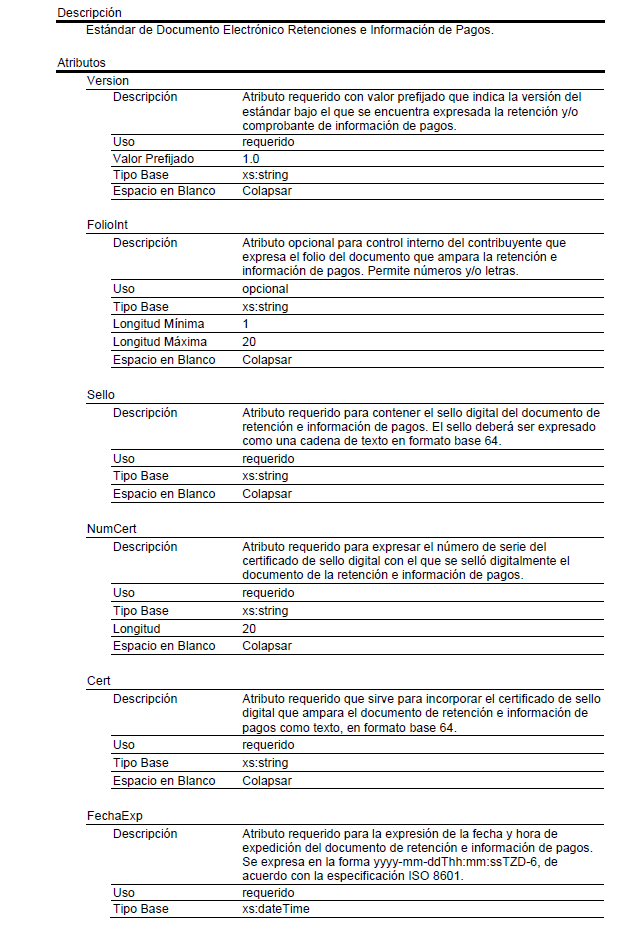 Descripción
Estándar de Documento Electrónico Retenciones e Información de Pagos.
Atributos
Version
Descripción Atributo requerido con valor prefijado que indica la versión del
estándar bajo el que se encuentra expresada la retención y/o
comprobante de información de pagos.
Uso requerido
Valor Prefijado 1.0
Tipo Base xs:string
Espacio en Blanco Colapsar
FolioInt
Descripción Atributo opcional para control interno del contribuyente que
expresa el folio del documento que ampara la retención e
información de pagos. Permite números y/o letras.
Uso opcional
Tipo Base xs:string
Longitud Mínima 1
Longitud Máxima 20
Espacio en Blanco Colapsar
Sello
Descripción Atributo requerido para contener el sello digital del documento de
retención e información de pagos. El sello deberá ser expresado
como una cadena de texto en formato base 64.
Uso requerido
Tipo Base xs:string
Espacio en Blanco Colapsar
NumCert
Descripción Atributo requerido para expresar el número de serie del
certificado de sello digital con el que se selló digitalmente el
documento de la retención e información de pagos.
Uso requerido
Tipo Base xs:string
Longitud 20
Espacio en Blanco Colapsar
Cert
Descripción Atributo requerido que sirve para incorporar el certificado de sello
digital que ampara el documento de retención e información de
pagos como texto, en formato base 64.
Uso requerido
Tipo Base xs:string
Espacio en Blanco Colapsar
FechaExp
Descripción Atributo requerido para la expresión de la fecha y hora de
expedición del documento de retención e información de pagos.
Se expresa en la forma yyyy-mm-ddThh:mm:ssTZD-6, de
acuerdo con la especificación ISO 8601.
Uso requerido
Tipo Base xs:dateTime